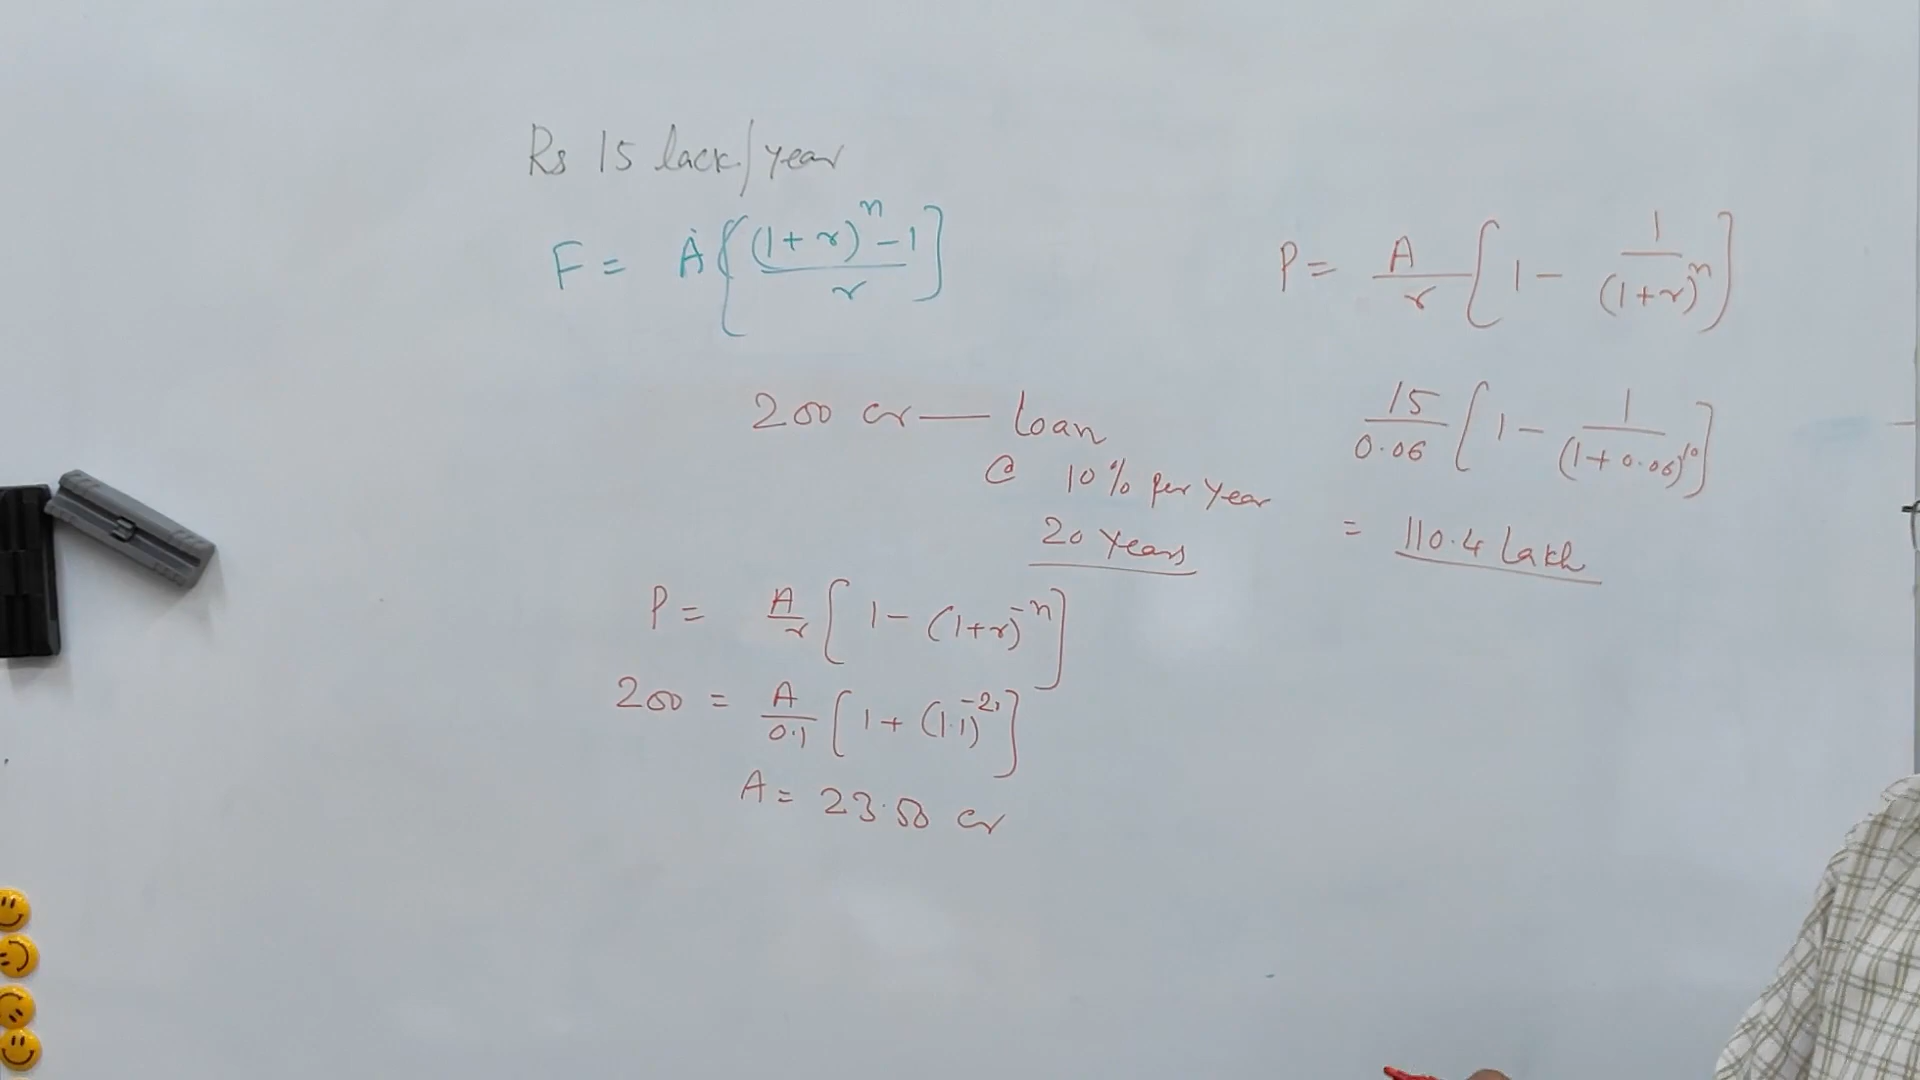 Rs 15 lack./year
F = A[((1+r)^n - 1)/r]
200 cr — loan
@ 10% per year
20 Years
P = A/r [1 - (1+r)^-n]
200 = A/0.1 [1 + (1.1)^-20]
A = 23.50 cr
P = A/r [1 - 1/(1+r)^n]
15/0.06 [1 - 1/(1+0.06)^10]
= 110.4 Lakh